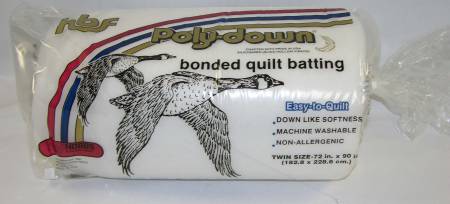 hbf
Poly-down
bonded quilt batting
Easy-to-Quilt
• DOWN LIKE SOFTNESS
• MACHINE WASHABLE
• NON-ALLERGENIC
TWIN SIZE-72 in. x 90
(182.8 x 228.6 cm.)
HOBBS